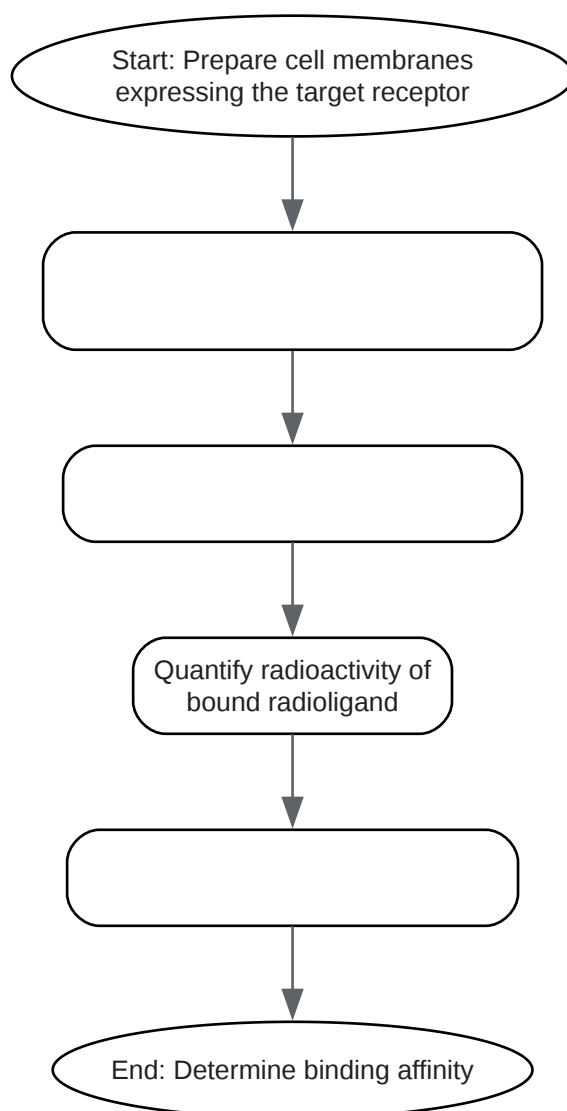 Start: Prepare cell membranes
expressing the target receptor
Quantify radioactivity of
bound radioligand
End: Determine binding affinity